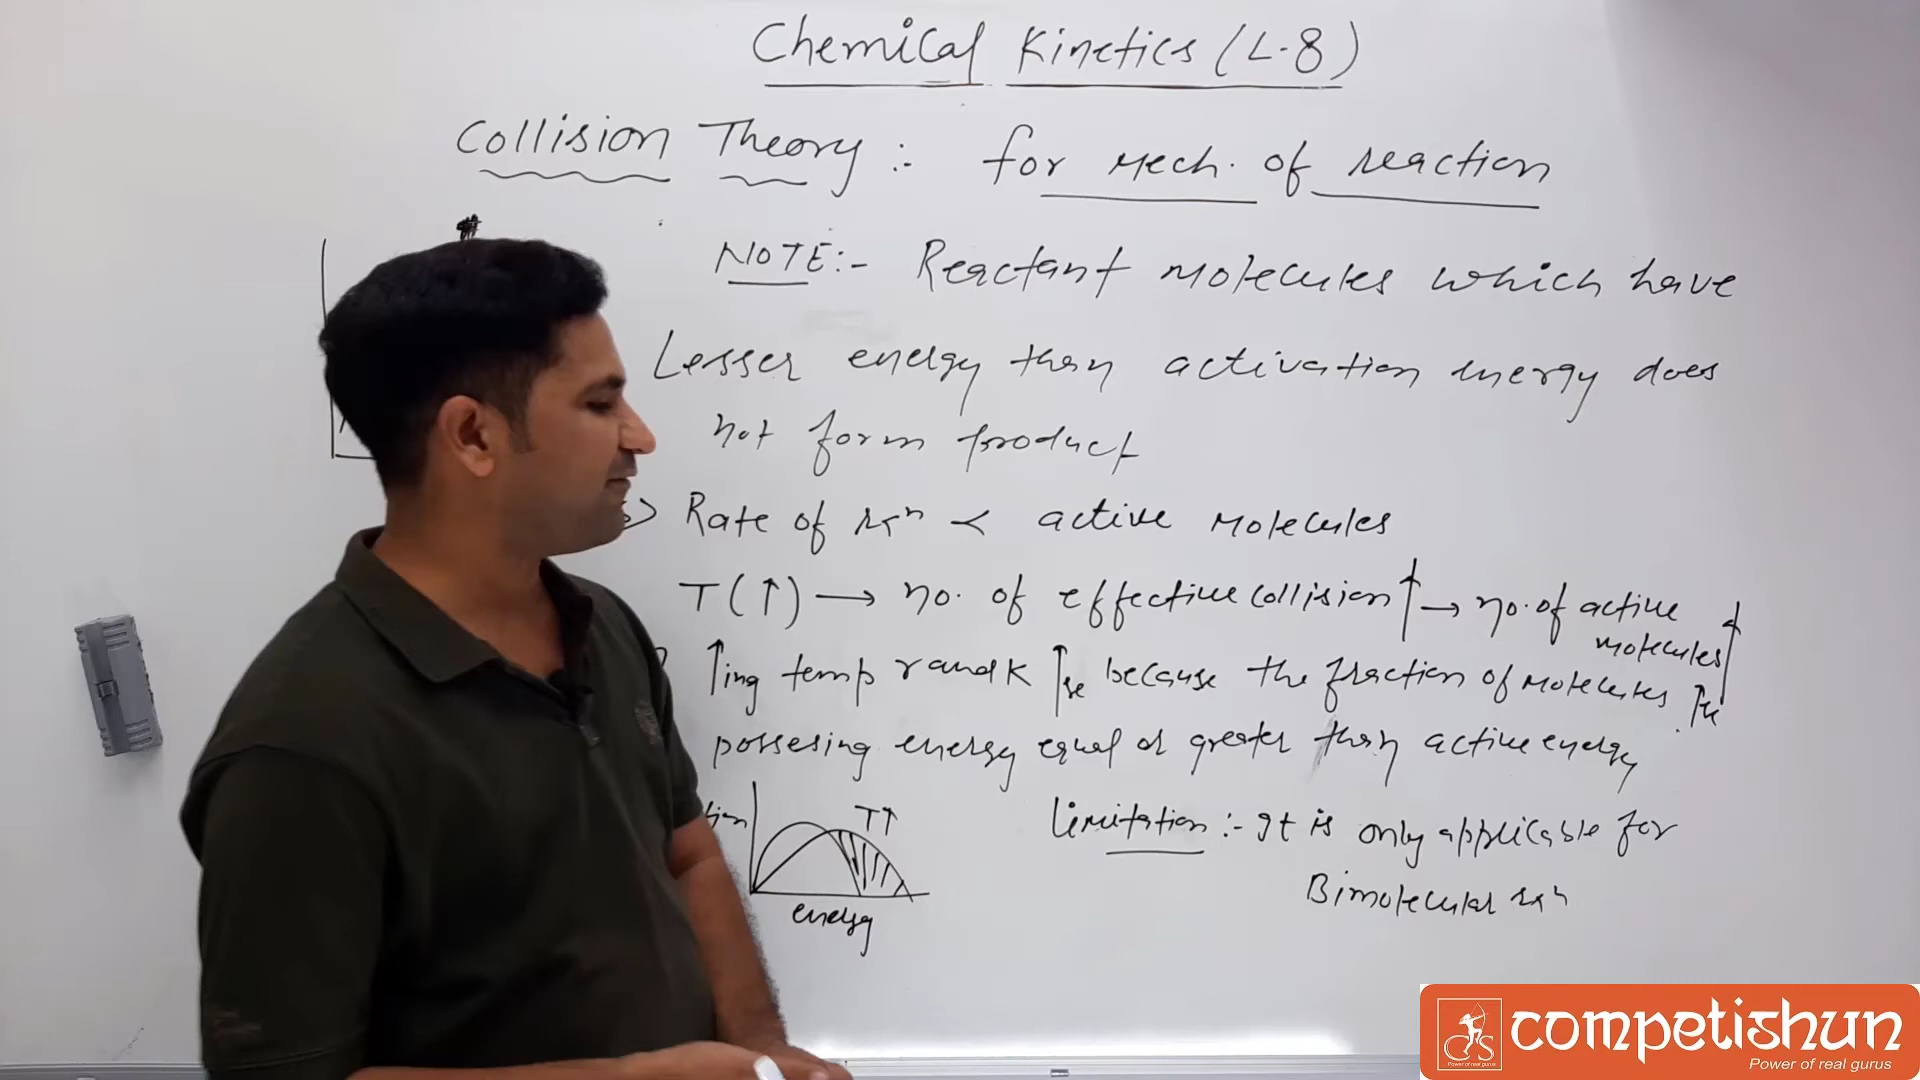 Chemical Kinetics (L-8)
Collision Theory :- for Mech. of reaction
NOTE:- Reactant molecules which have
Lesser energy than activation energy does
not form product
Rate of rxⁿ ∝ active molecules
T(↑) → no. of effective collision ↑ → no. of active molecules ↑
↑ing temp r and K ↑se because the fraction of molecules ↑se
possesing energy equal or greater than active energy
T↑
energy
Limitation :- It is only applicable for
Bimolecular rxⁿ
competishun
Power of real gurus